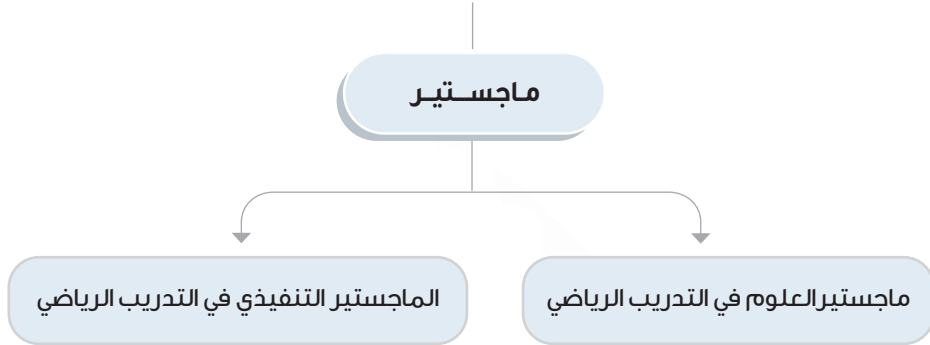 ماجستير
ماجستيرالعلوم في التدريب الرياضي
الماجستير التنفيذي في التدريب الرياضي